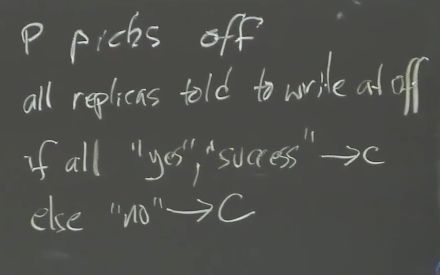 P picks off
all replicas told to write at off
if all "yes", "success" → c
else "no" → C